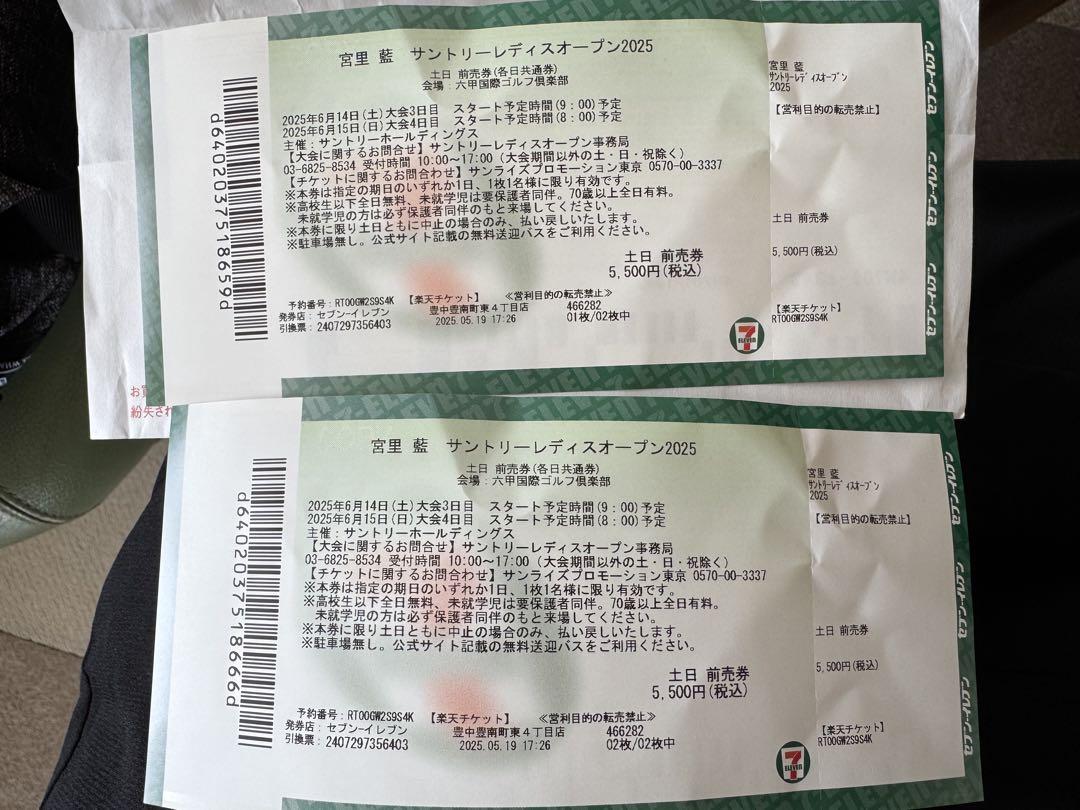 宮里 藍 サントリーレディスオープン2025
土日 前売券(各日共通券)
会場：六甲国際ゴルフ倶楽部
2025年6月14日(土)大会3日目 スタート予定時間(9：00)予定
2025年6月15日(日)大会4日目 スタート予定時間(8：00)予定
主催：サントリーホールディングス
【大会に関するお問合せ】サントリーレディスオープン事務局
03-6825-8534 受付時間 10:00〜17:00（大会期間以外の土・日・祝除く）
【チケットに関するお問合わせ】サンライズプロモーション東京 0570-00-3337
※本券は指定の期日のいずれか1日、1枚1名様に限り有効です。
※高校生以下全日無料、未就学児は要保護者同伴。70歳以上全日有料。
未就学児の方は必ず保護者同伴のもと来場してください。
※本券に限り土日ともに中止の場合のみ、払い戻しいたします。
※駐車場無し。公式サイト記載の無料送迎バスをご利用ください。
土日 前売券
5,500円(税込)
予約番号：RT00GW2S9S4K 【楽天チケット】 ≪営利目的の転売禁止≫
発券店：セブン-イレブン 豊中豊南町東４丁目店 466282
引換票：2407297356403 2025.05.19 17:26 01枚/02枚中
d6402037518659d
7
ELEVEN
宮里 藍
サントリーレディスオープン
2025
【営利目的の転売禁止】
土日 前売券
5,500円(税込)
【楽天チケット】
RT00GW2S9S4K
セブン-イレブン
セブン-イレブン
セブン-イレブン
宮里 藍 サントリーレディスオープン2025
土日 前売券(各日共通券)
会場：六甲国際ゴルフ倶楽部
2025年6月14日(土)大会3日目 スタート予定時間(9：00)予定
2025年6月15日(日)大会4日目 スタート予定時間(8：00)予定
主催：サントリーホールディングス
【大会に関するお問合せ】サントリーレディスオープン事務局
03-6825-8534 受付時間 10:00〜17:00（大会期間以外の土・日・祝除く）
【チケットに関するお問合わせ】サンライズプロモーション東京 0570-00-3337
※本券は指定の期日のいずれか1日、1枚1名様に限り有効です。
※高校生以下全日無料、未就学児は要保護者同伴。70歳以上全日有料。
未就学児の方は必ず保護者同伴のもと来場してください。
※本券に限り土日ともに中止の場合のみ、払い戻しいたします。
※駐車場無し。公式サイト記載の無料送迎バスをご利用ください。
土日 前売券
5,500円(税込)
予約番号：RT00GW2S9S4K 【楽天チケット】 ≪営利目的の転売禁止≫
発券店：セブン-イレブン 豊中豊南町東４丁目店 466282
引換票：2407297356403 2025.05.19 17:26 02枚/02枚中
d6402037518666d
7
ELEVEN
宮里 藍
サントリーレディスオープン
2025
【営利目的の転売禁止】
土日 前売券
5,500円(税込)
【楽天チケット】
RT00GW2S9S4K
セブン-イレブン
セブン-イレブン
セブン-イレブン